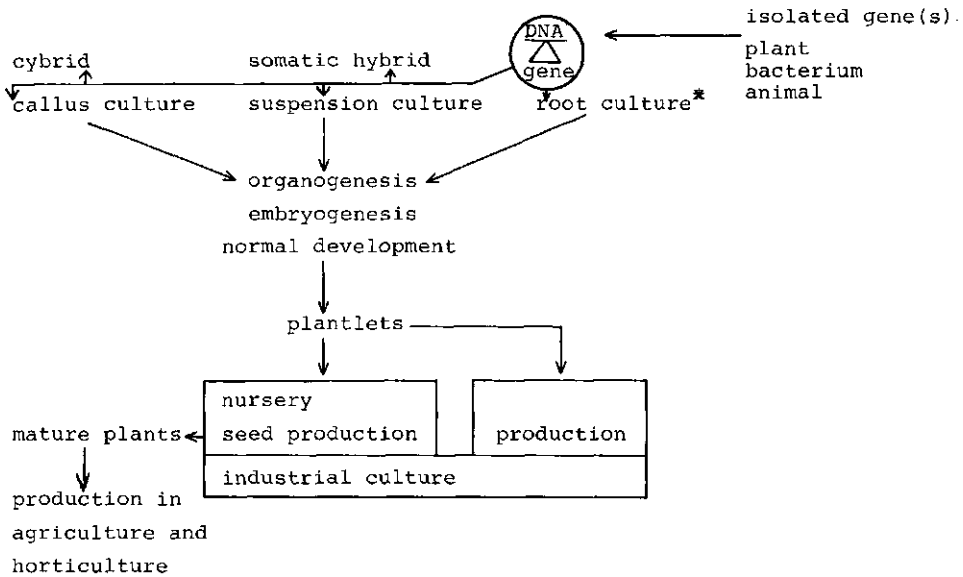 isolated gene(s).
DNA
gene
plant
bacterium
animal
cybrid
somatic hybrid
callus culture
suspension culture
root culture*
organogenesis
embryogenesis
normal development
plantlets
nursery
seed production
production
industrial culture
mature plants
production in
agriculture and
horticulture